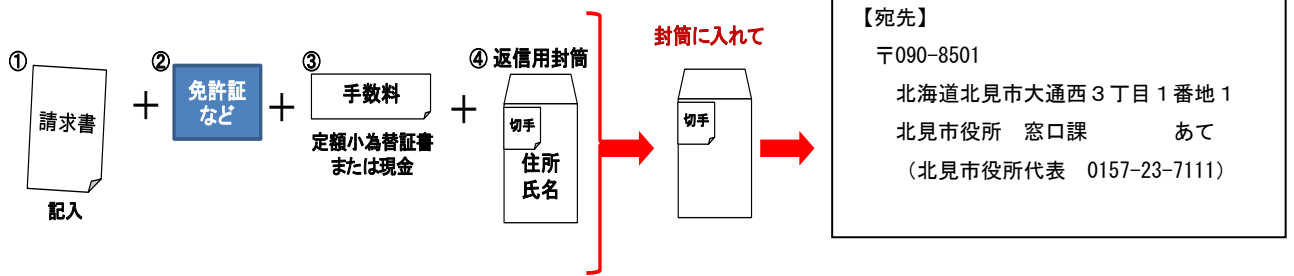 ①
請求書
記入
＋
②
免許証
など
＋
③
手数料
定額小為替証書
または現金
＋
④ 返信用封筒
切手
住所
氏名
封筒に入れて
切手
【宛先】
〒090-8501
北海道北見市大通西３丁目１番地１
北見市役所　窓口課　　　　あて
（北見市役所代表　0157-23-7111）